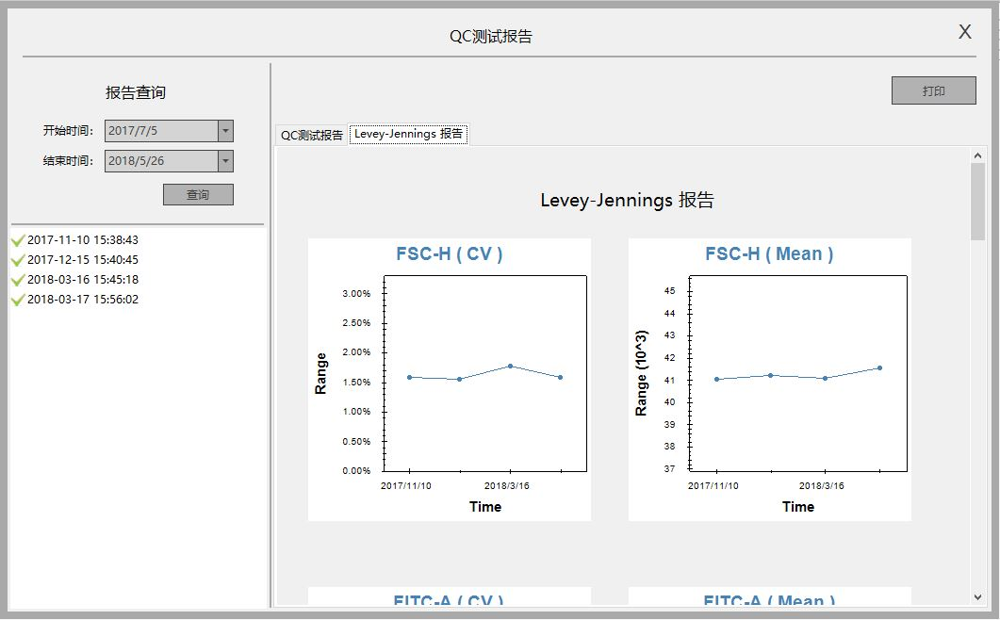 QC测试报告
X
报告查询
开始时间: 2017/7/5
结束时间: 2018/5/26
查询
2017-11-10 15:38:43
2017-12-15 15:40:45
2018-03-16 15:45:18
2018-03-17 15:56:02
打印
QC测试报告 Levey-Jennings 报告
Levey-Jennings 报告
FSC-H ( CV )
Range
3.00%
2.50%
2.00%
1.50%
1.00%
0.50%
0.00%
2017/11/10 2018/3/16
Time
FSC-H ( Mean )
Range (10^3)
45
44
43
42
41
40
39
38
37
2017/11/10 2018/3/16
Time
FITC-A ( CV )
FITC-A ( Mean )